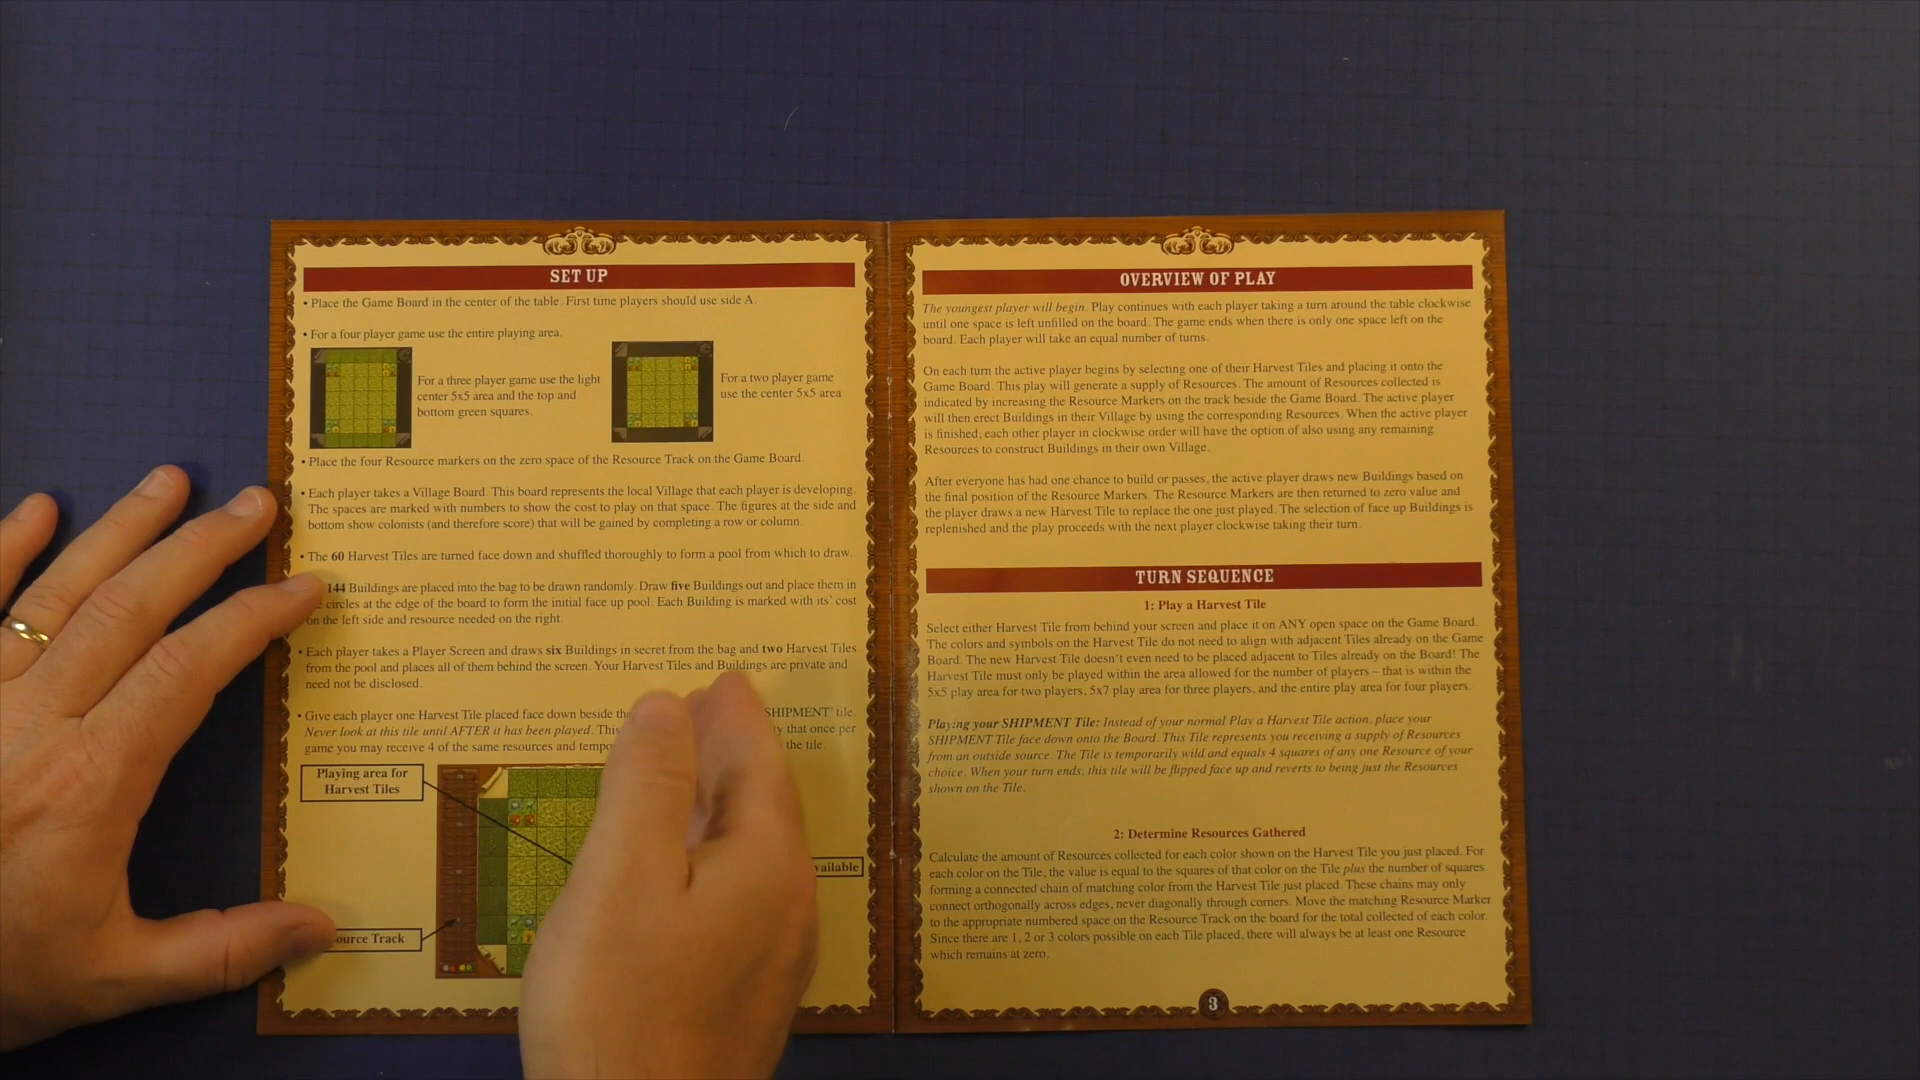 SET UP
• Place the Game Board in the center of the table. First time players should use side A.
• For a four player game use the entire playing area.
For a three player game use the light
center 5x5 area and the top and
bottom green squares.
For a two player game
use the center 5x5 area
• Place the four Resource markers on the zero space of the Resource Track on the Game Board.
• Each player takes a Village Board. This board represents the local Village that each player is developing.
The spaces are marked with numbers to show the cost to play on that space. The figures at the side and
bottom show colonists (and therefore score) that will be gained by completing a row or column.
• The 60 Harvest Tiles are turned face down and shuffled thoroughly to form a pool from which to draw.
144 Buildings are placed into the bag to be drawn randomly. Draw five Buildings out and place them in
circles at the edge of the board to form the initial face up pool. Each Building is marked with its' cost
on the left side and resource needed on the right.
• Each player takes a Player Screen and draws six Buildings in secret from the bag and two Harvest Tiles
from the pool and places all of them behind the screen. Your Harvest Tiles and Buildings are private and
need not be disclosed.
• Give each player one Harvest Tile placed face down beside the SHIPMENT' tile.
Never look at this tile until AFTER it has been played. This that once per
game you may receive 4 of the same resources and the tile.
Playing area for
Harvest Tiles
Track
OVERVIEW OF PLAY
The youngest player will begin. Play continues with each player taking a turn around the table clockwise
until one space is left unfilled on the board. The game ends when there is only one space left on the
board. Each player will take an equal number of turns.
On each turn the active player begins by selecting one of their Harvest Tiles and placing it onto the
Game Board. This play will generate a supply of Resources. The amount of Resources collected is
indicated by increasing the Resource Markers on the track beside the Game Board. The active player
will then erect Buildings in their Village by using the corresponding Resources. When the active player
is finished, each other player in clockwise order will have the option of also using any remaining
Resources to construct Buildings in their own Village.
After everyone has had one chance to build or passes, the active player draws new Buildings based on
the final position of the Resource Markers. The Resource Markers are then returned to zero value and
the player draws a new Harvest Tile to replace the one just played. The selection of face up Buildings is
replenished and the play proceeds with the next player clockwise taking their turn.
TURN SEQUENCE
1: Play a Harvest Tile
Select either Harvest Tile from behind your screen and place it on ANY open space on the Game Board.
The colors and symbols on the Harvest Tile do not need to align with adjacent Tiles already on the Game
Board. The new Harvest Tile doesn't even need to be placed adjacent to Tiles already on the Board! The
Harvest Tile must only be played within the area allowed for the number of players – that is within the
5x5 play area for two players, 5x7 play area for three players, and the entire play area for four players.
Playing your SHIPMENT Tile: Instead of your normal Play a Harvest Tile action, place your
SHIPMENT Tile face down onto the Board. This Tile represents you receiving a supply of Resources
from an outside source. The Tile is temporarily wild and equals 4 squares of any one Resource of your
choice. When your turn ends, this tile will be flipped face up and reverts to being just the Resources
shown on the Tile.
2: Determine Resources Gathered
Calculate the amount of Resources collected for each color shown on the Harvest Tile you just placed. For
each color on the Tile, the value is equal to the squares of that color on the Tile plus the number of squares
forming a connected chain of matching color from the Harvest Tile just placed. These chains may only
connect orthogonally across edges, never diagonally through corners. Move the matching Resource Marker
to the appropriate numbered space on the Resource Track on the board for the total collected of each color.
Since there are 1, 2 or 3 colors possible on each Tile placed, there will always be at least one Resource
which remains at zero.
3